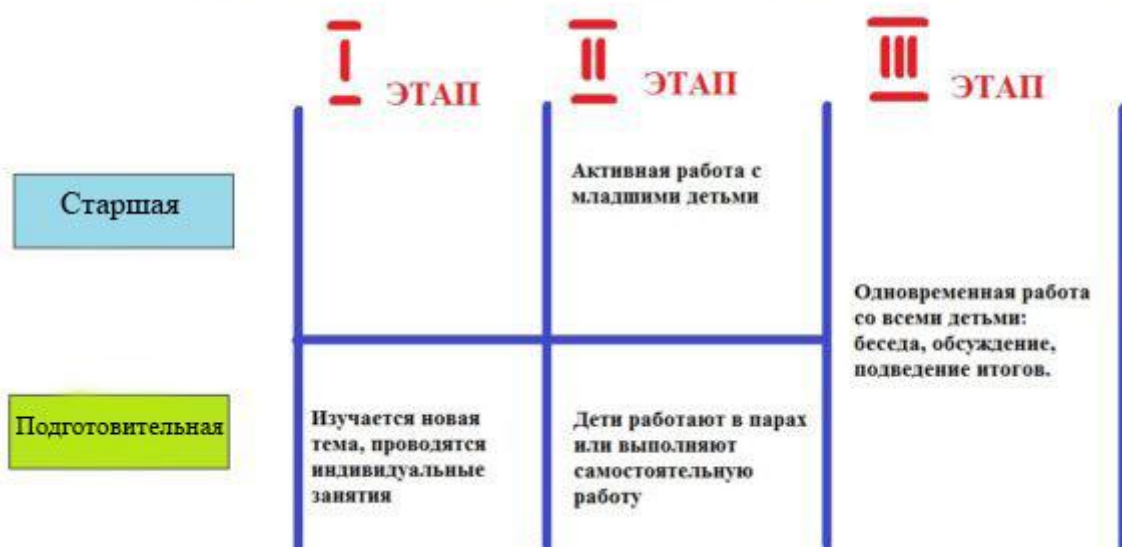 I ЭТАП
II ЭТАП
III ЭТАП
Старшая
Активная работа с
младшими детьми
Одновременная работа
со всеми детьми:
беседа, обсуждение,
подведение итогов.
Подготовительная
Изучается новая
тема, проводятся
индивидуальные
занятия
Дети работают в парах
или выполняют
самостоятельную
работу